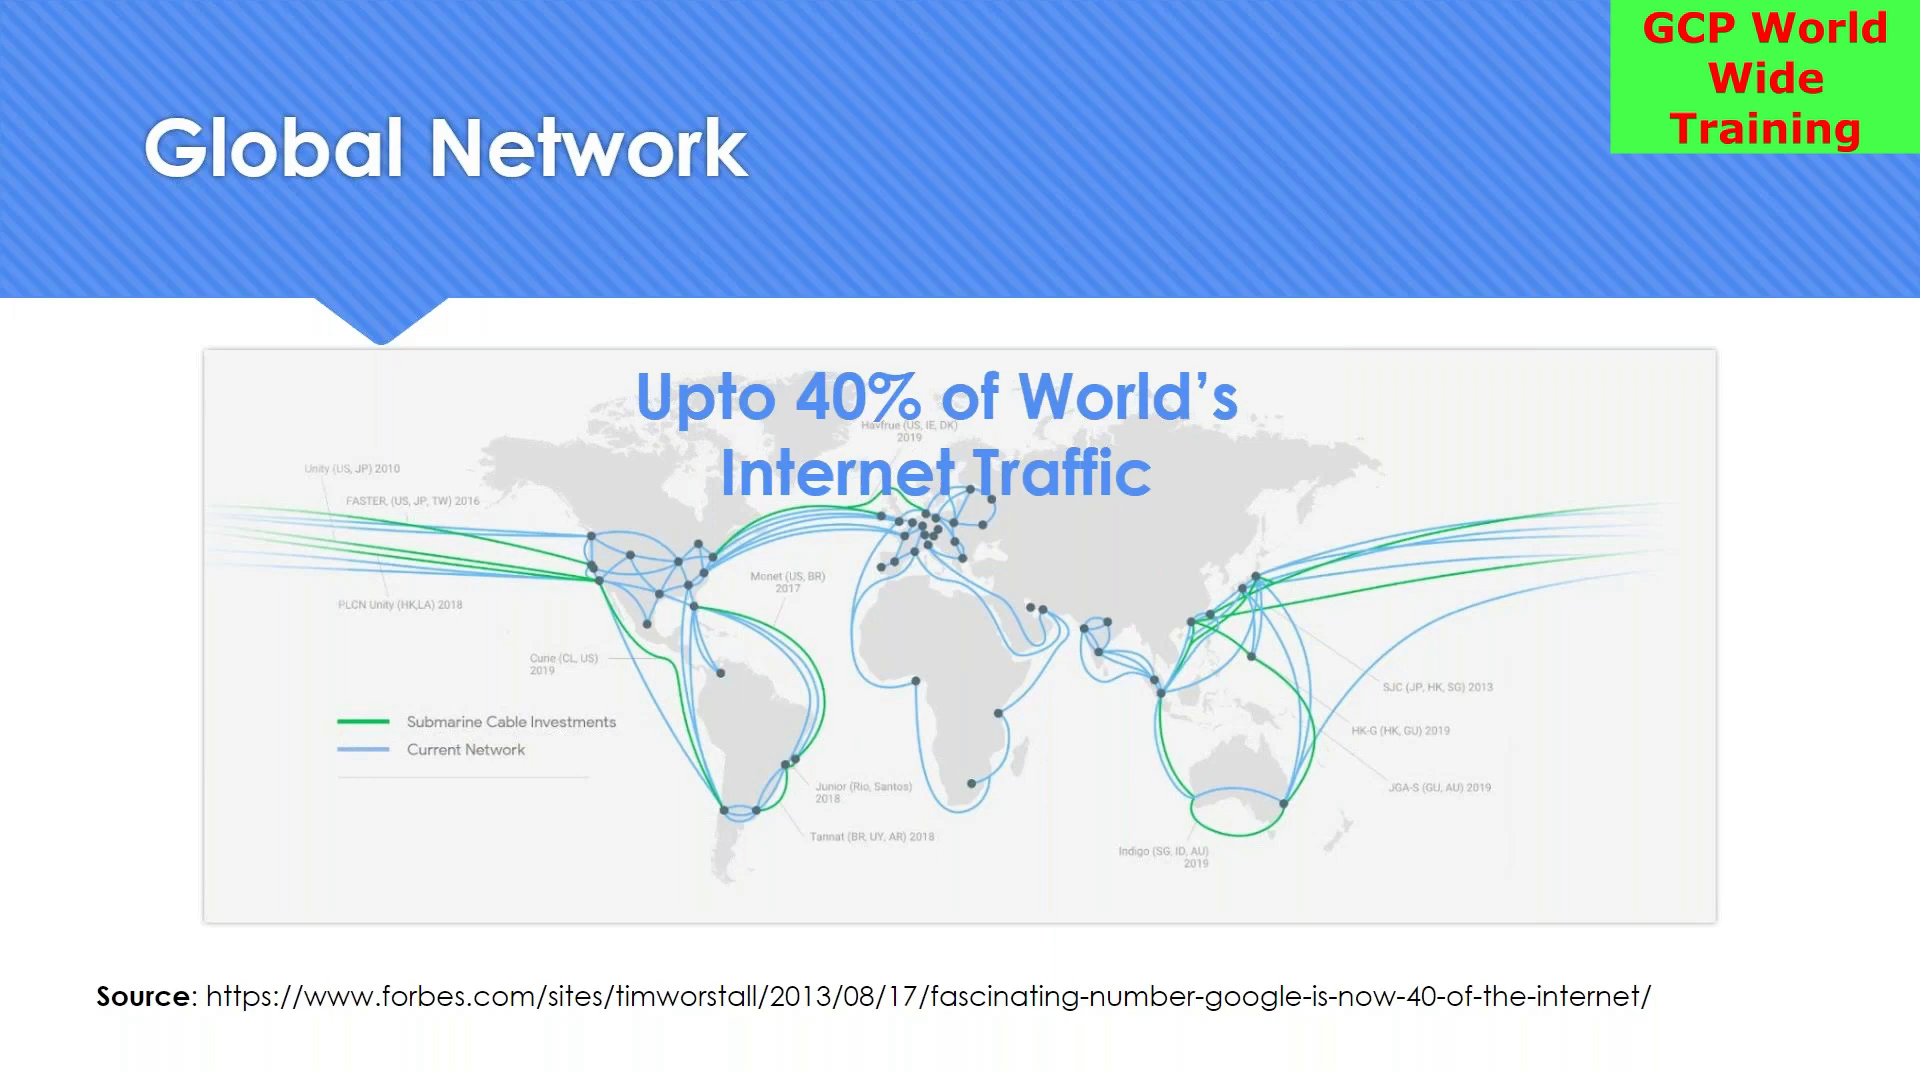 GCP World
Wide
Training
Global Network
Upto 40% of World's
Internet Traffic
Havfrue (US, IE, DK)
2019
Unity (US, JP) 2010
FASTER, (US, JP, TW) 2016
Monet (US, BR)
2017
PLCN Unity (HK,LA) 2018
Curie (CL, US)
2019
SJC (JP, HK, SG) 2013
Submarine Cable Investments
HK-G (HK, GU) 2019
Current Network
Junior (Rio, Santos)
2018
JGA-S (GU, AU) 2019
Tannat (BR, UY, AR) 2018
Indigo (SG, ID, AU)
2019
Source: https://www.forbes.com/sites/timworstall/2013/08/17/fascinating-number-google-is-now-40-of-the-internet/